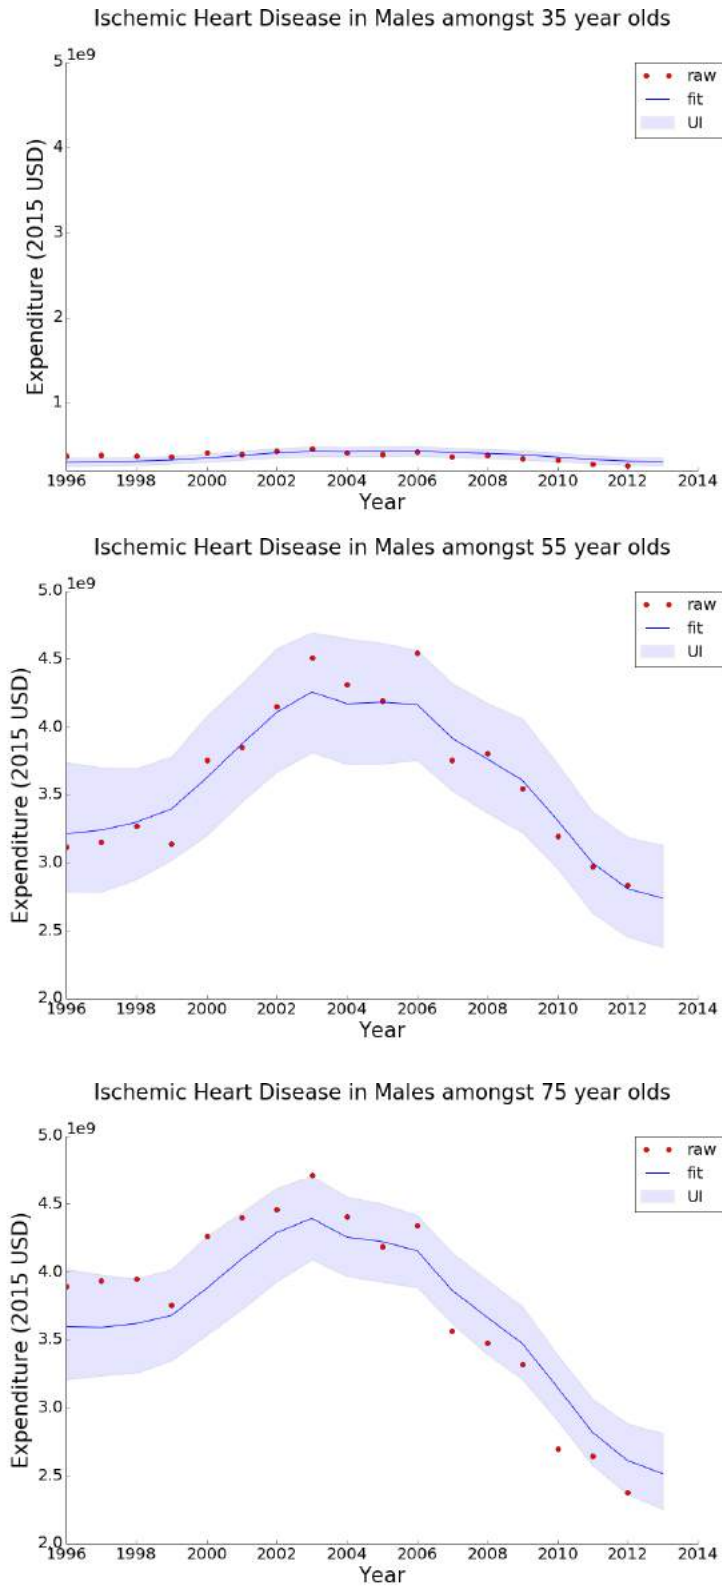 Ischemic Heart Disease in Males amongst 35 year olds
1e9
5
4
3
2
1
Expenditure (2015 USD)
raw
fit
UI
1996 1998 2000 2002 2004 2006 2008 2010 2012 2014
Year
Ischemic Heart Disease in Males amongst 55 year olds
1e9
5.0
4.5
4.0
3.5
3.0
2.5
2.0
Expenditure (2015 USD)
raw
fit
UI
1996 1998 2000 2002 2004 2006 2008 2010 2012 2014
Year
Ischemic Heart Disease in Males amongst 75 year olds
1e9
5.0
4.5
4.0
3.5
3.0
2.5
2.0
Expenditure (2015 USD)
raw
fit
UI
1996 1998 2000 2002 2004 2006 2008 2010 2012 2014
Year